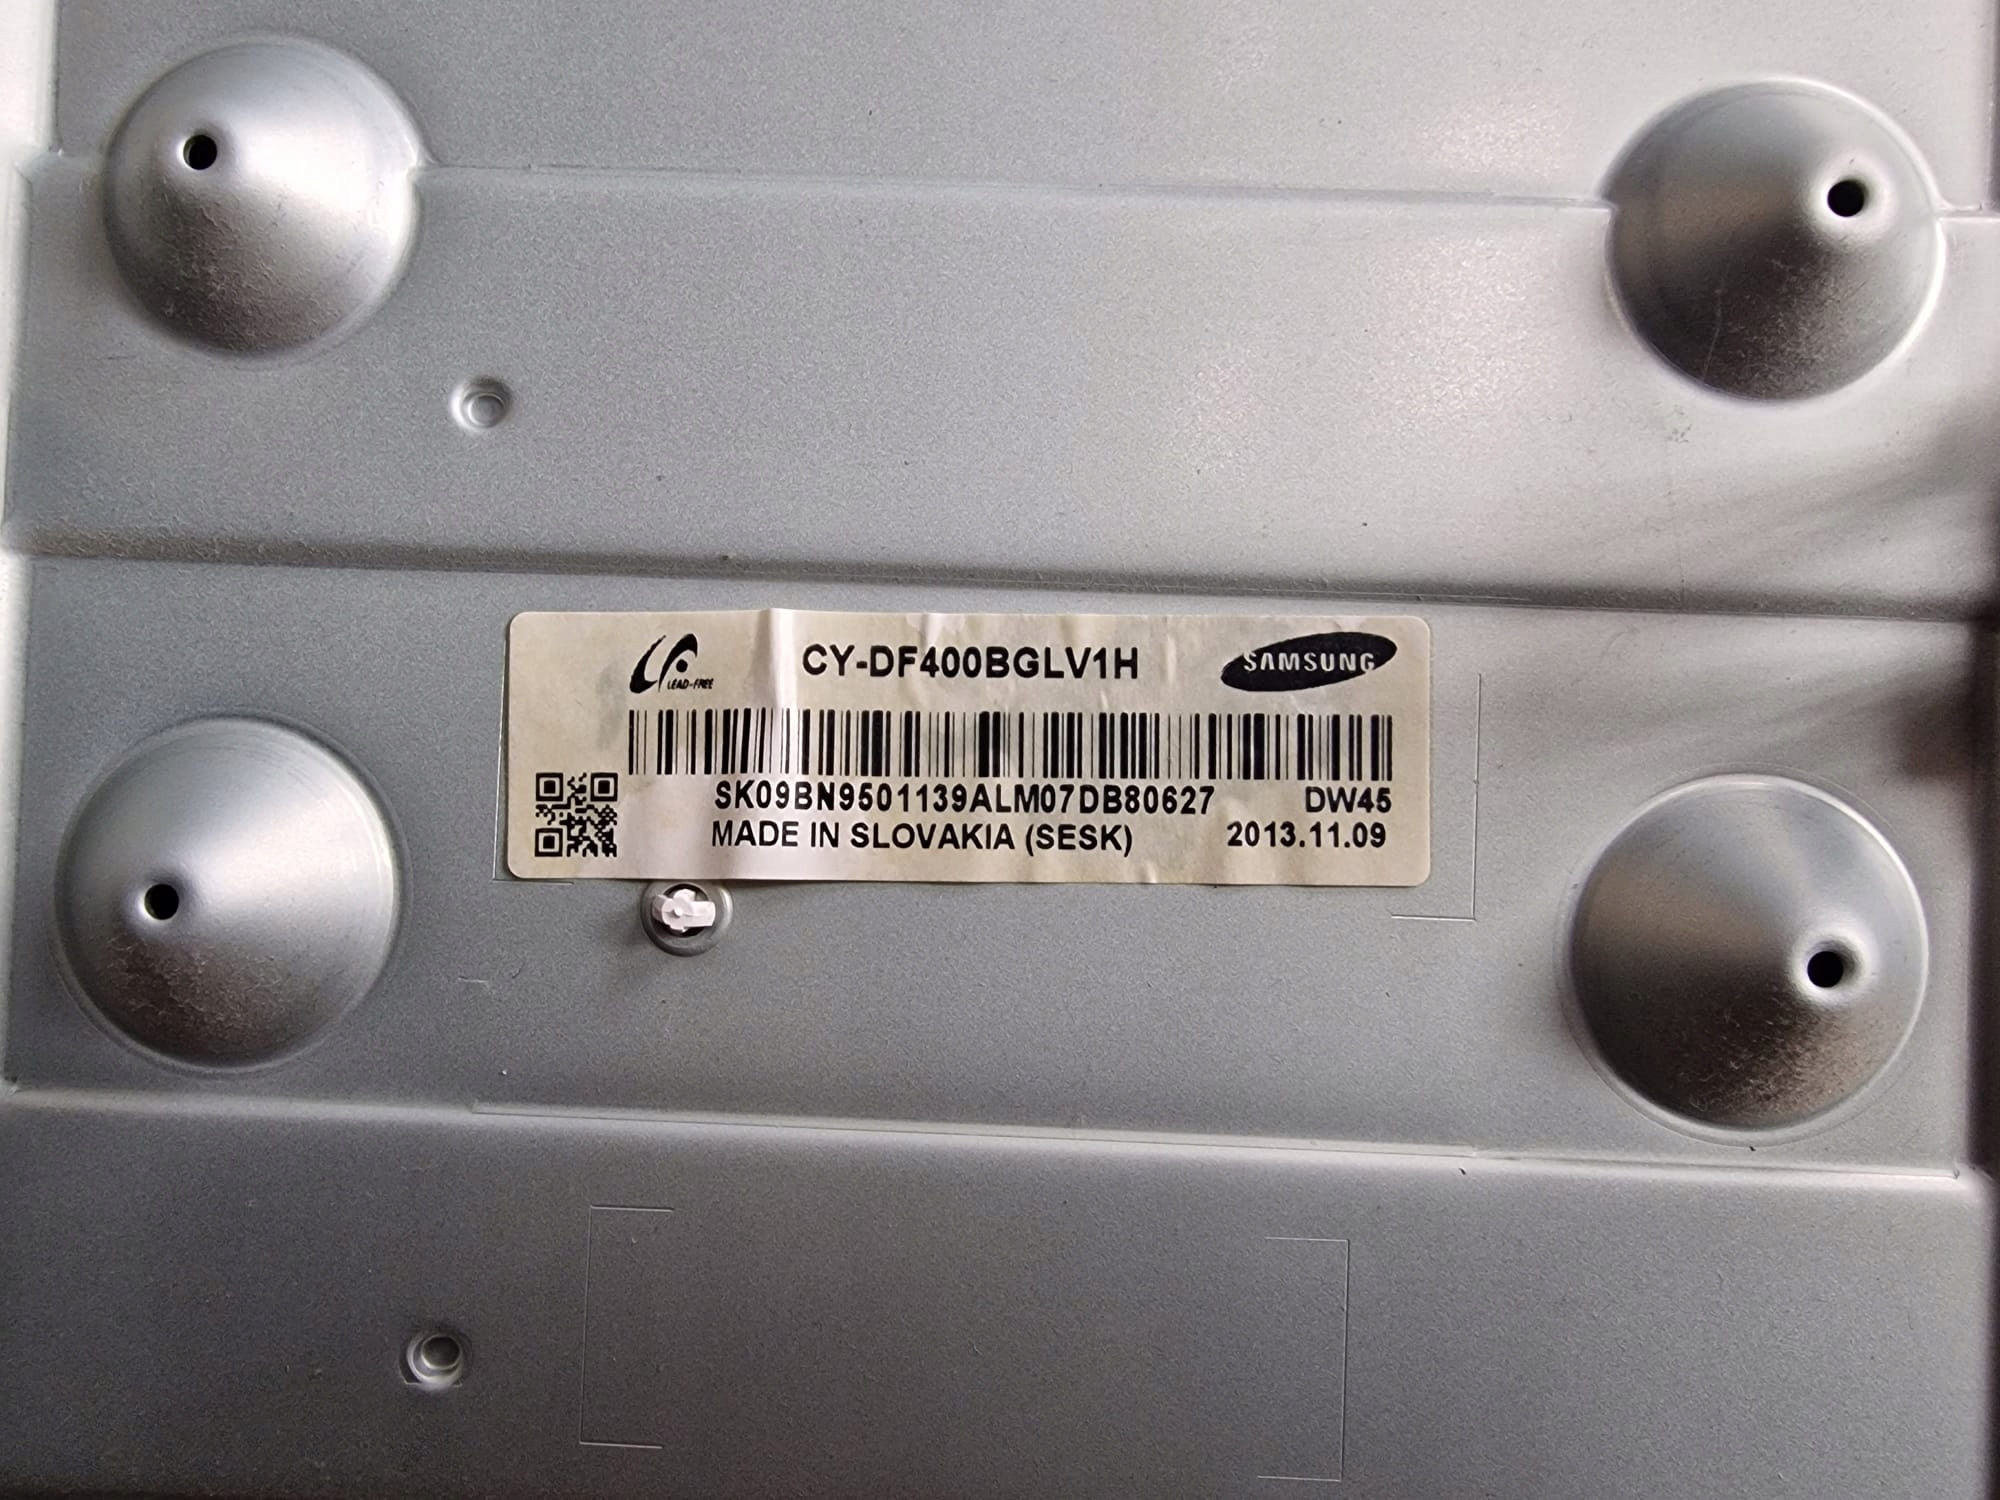 LEAD-FREE
CY-DF400BGLV1H
SAMSUNG
SK09BN9501139ALM07DB80627 DW45
MADE IN SLOVAKIA (SESK) 2013.11.09